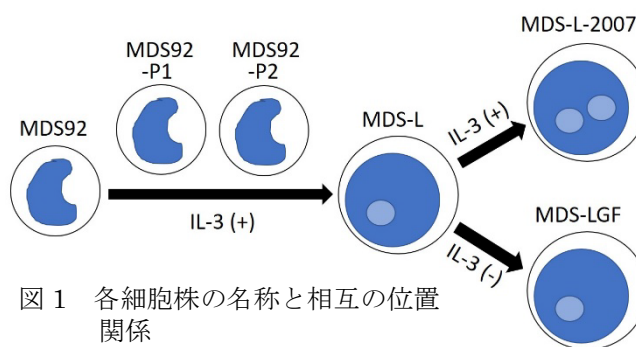 MDS92
MDS92
-P1
MDS92
-P2
IL-3 (+)
MDS-L
IL-3 (+)
MDS-L-2007
IL-3 (-)
MDS-LGF
図 1　各細胞株の名称と相互の位置
関係